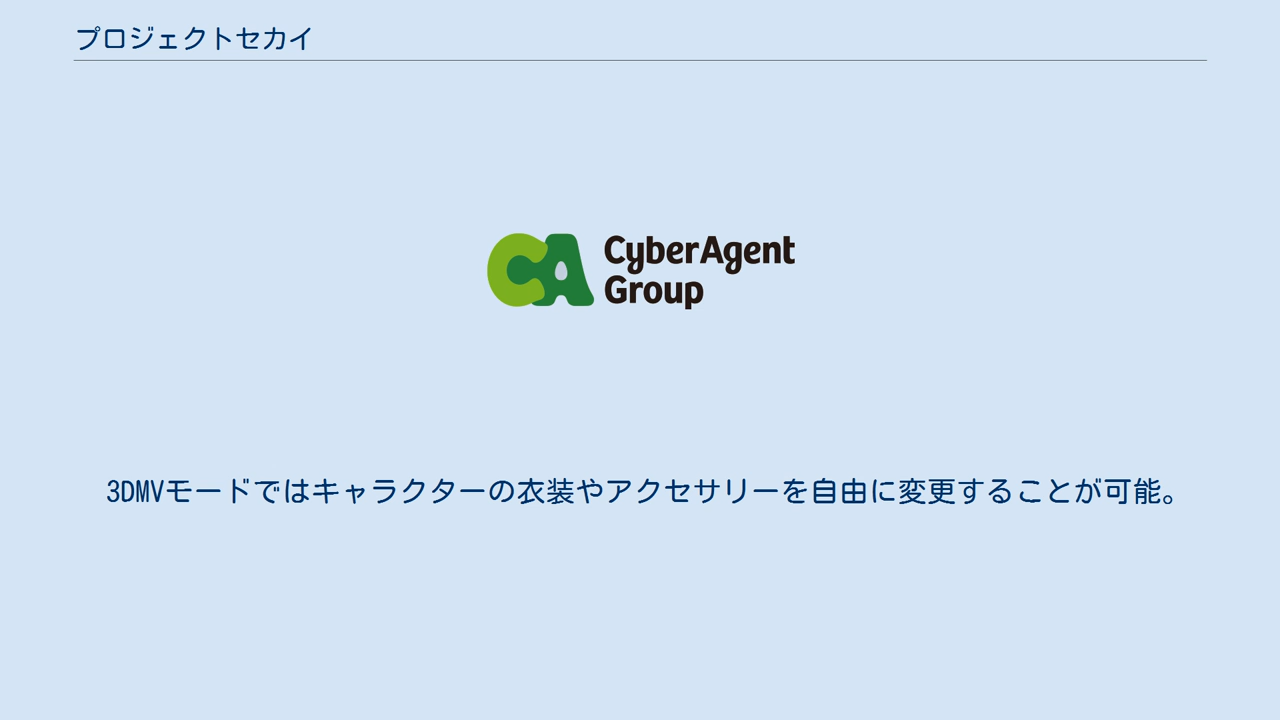 プロジェクトセカイ
CyberAgent
Group
3DMVモードではキャラクターの衣装やアクセサリーを自由に変更することが可能。